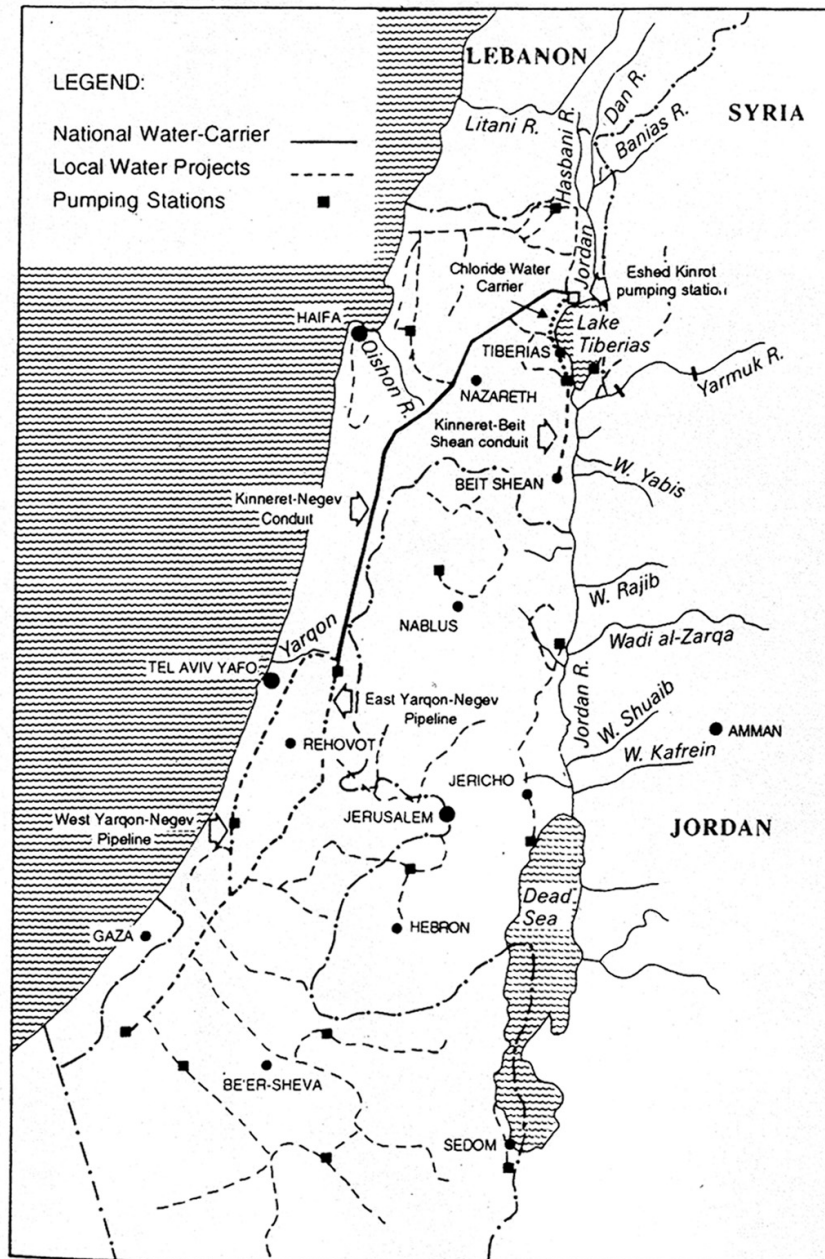 LEBANON
SYRIA
LEGEND:
National Water-Carrier
Local Water Projects
Pumping Stations
Litani R.
Hasbani R.
Dan R.
Banias R.
Jordan
Chloride Water
Carrier
Eshed Kinrot
pumping station
HAIFA
Qishon R.
Lake
Tiberias
TIBERIAS
NAZARETH
Yarmuk R.
Kinneret-Beit
Shean conduit
BEIT SHEAN
W. Yabis
Kinneret-Negev
Conduit
W. Rajib
NABLUS
Wadi al-Zarqa
Yarqon
TEL AVIV YAFO
East Yarqon-Negev
Pipeline
Jordan R.
W. Shuaib
AMMAN
REHOVOT
W. Kafrein
JERICHO
West Yarqon-Negev
Pipeline
JERUSALEM
JORDAN
Dead
Sea
GAZA
HEBRON
BE'ER-SHEVA
SEDOM